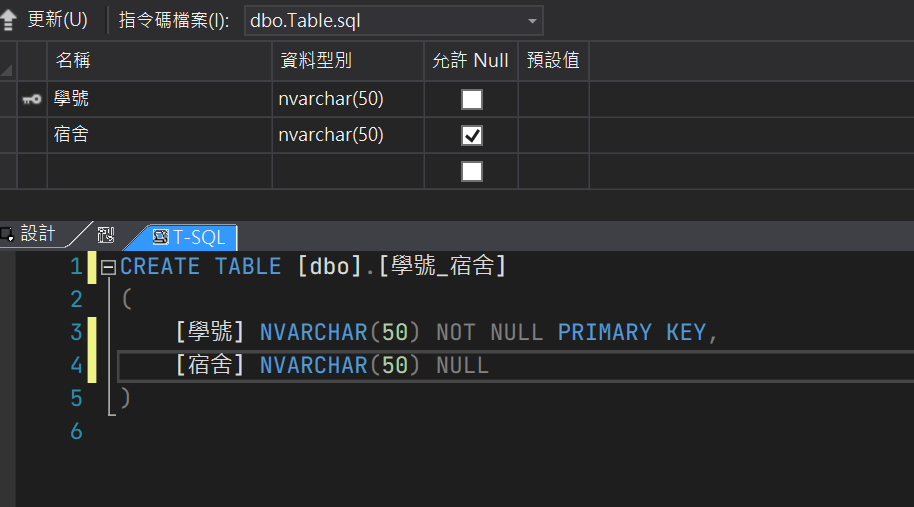 更新(U) 指令碼檔案(I): dbo.Table.sql
名稱 資料型別 允許 Null 預設值
學號 nvarchar(50)
宿舍 nvarchar(50)
設計 T-SQL
1 CREATE TABLE [dbo].[學號_宿舍]
2 (
3 [學號] NVARCHAR(50) NOT NULL PRIMARY KEY,
4 [宿舍] NVARCHAR(50) NULL
5 )
6